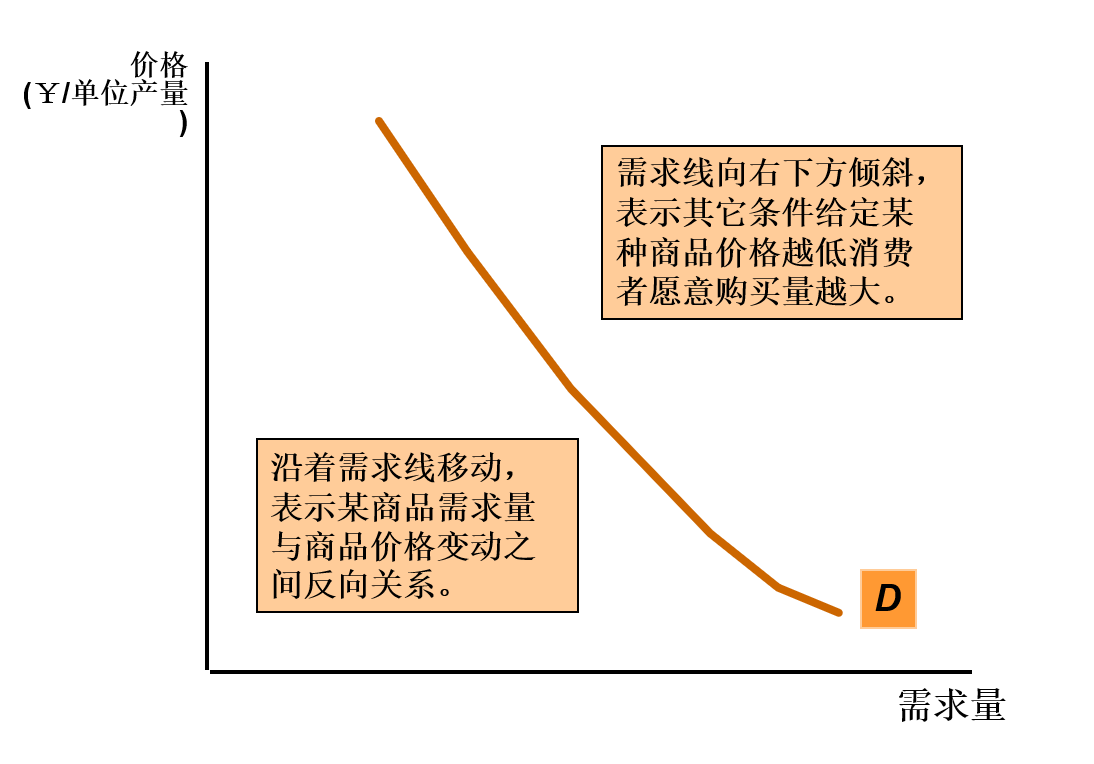 价格
(￥/单位产量
)
需求线向右下方倾斜，
表示其它条件给定某
种商品价格越低消费
者愿意购买量越大。
沿着需求线移动，
表示某商品需求量
与商品价格变动之
间反向关系。
D
需求量